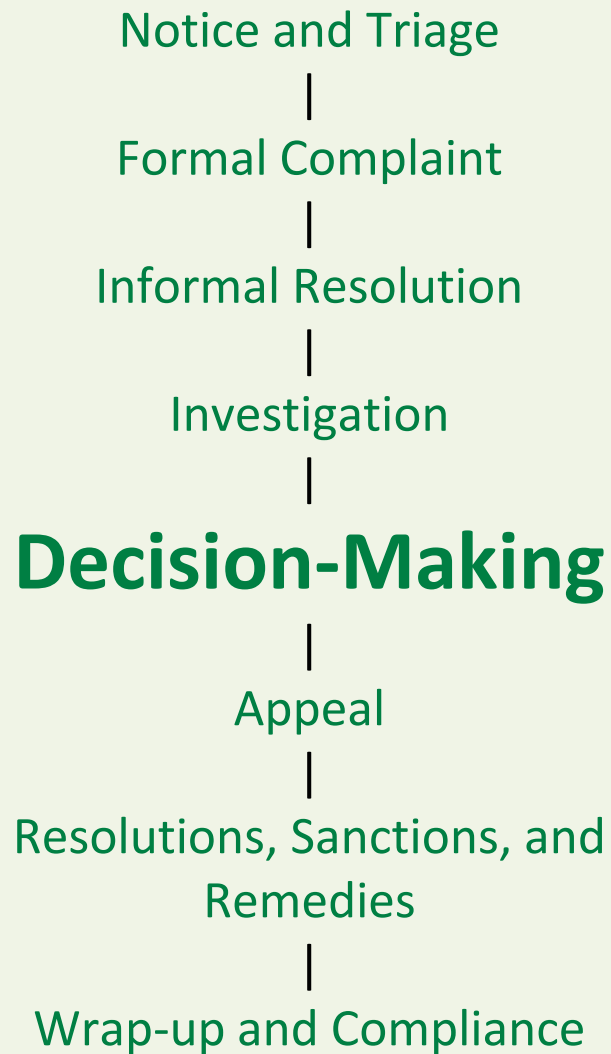 Notice and Triage
Formal Complaint
Informal Resolution
Investigation
Decision-Making
Appeal
Resolutions, Sanctions, and
Remedies
Wrap-up and Compliance